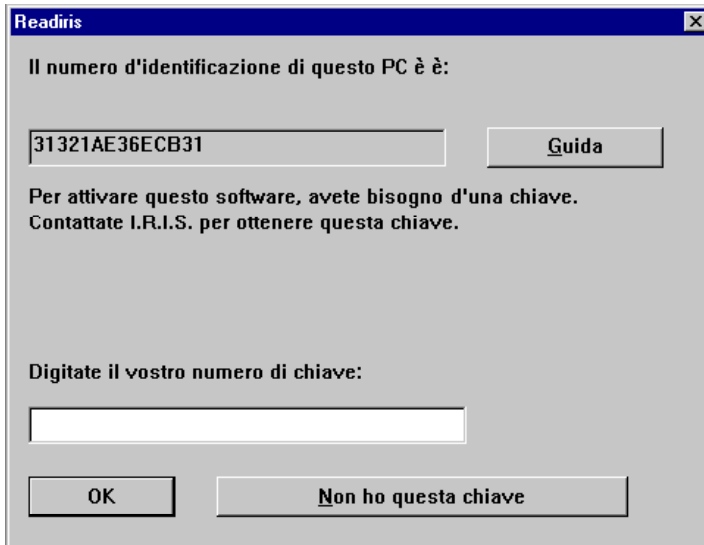 Readiris
Il numero d'identificazione di questo PC è è:
31321AE36ECB31
Guida
Per attivare questo software, avete bisogno d'una chiave.
Contattate I.R.I.S. per ottenere questa chiave.
Digitate il vostro numero di chiave:
OK
Non ho questa chiave